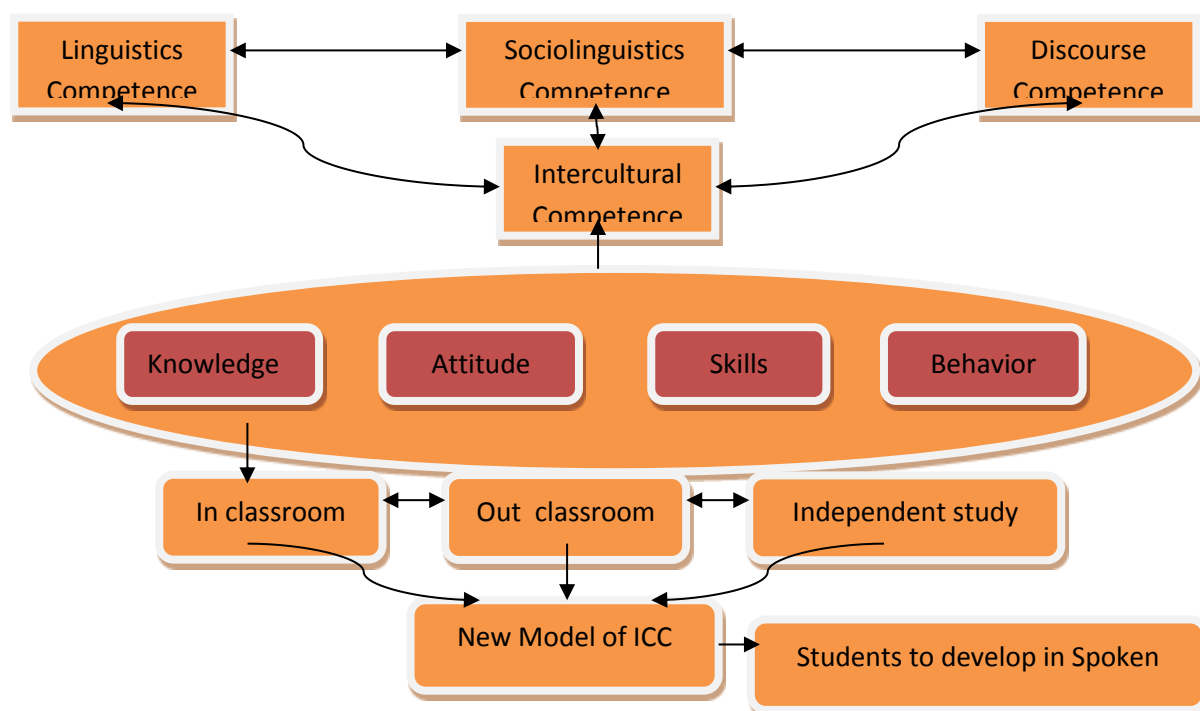 Linguistics
Competence
Sociolinguistics
Competence
Discourse
Competence
Intercultural
Competence
Knowledge
Attitude
Skills
Behavior
In classroom
Out classroom
Independent study
New Model of ICC
Students to develop in Spoken